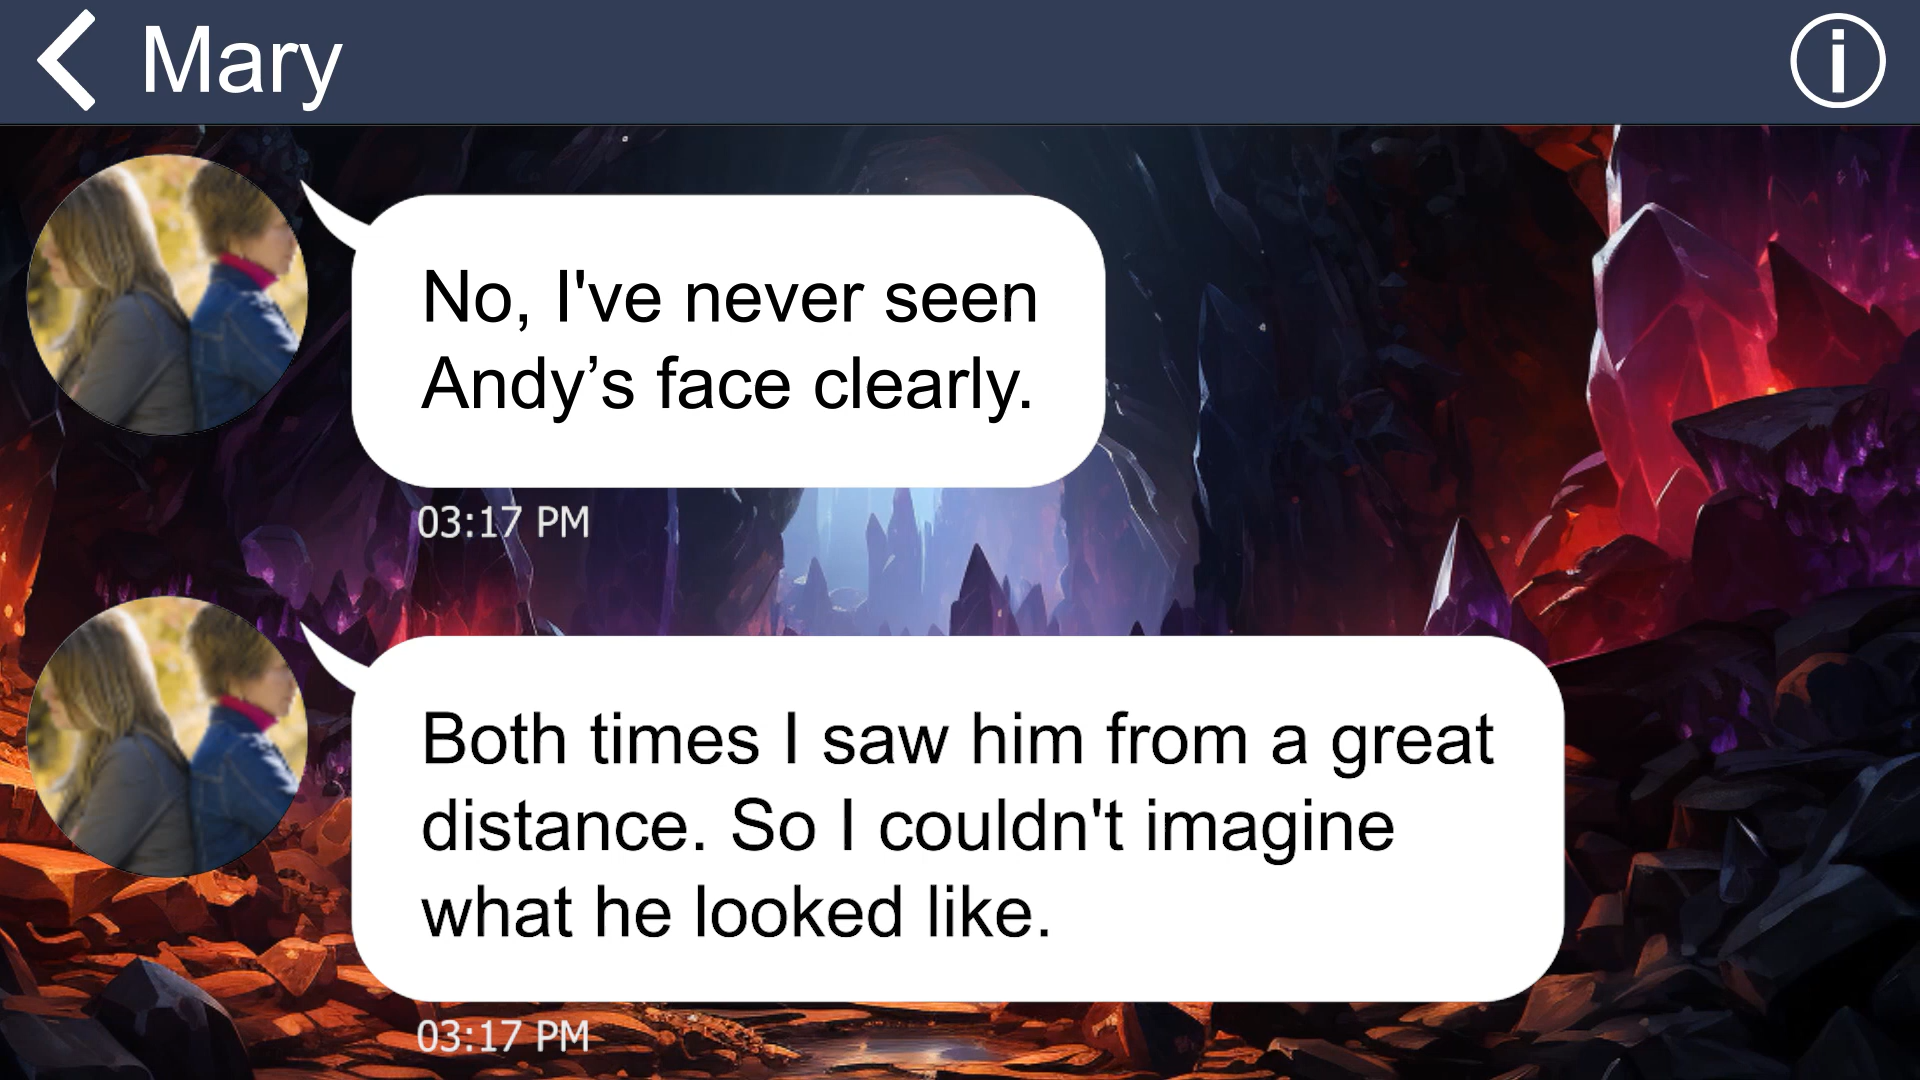 Mary
No, I've never seen
Andy’s face clearly.
03:17 PM
Both times I saw him from a great
distance. So I couldn't imagine
what he looked like.
03:17 PM